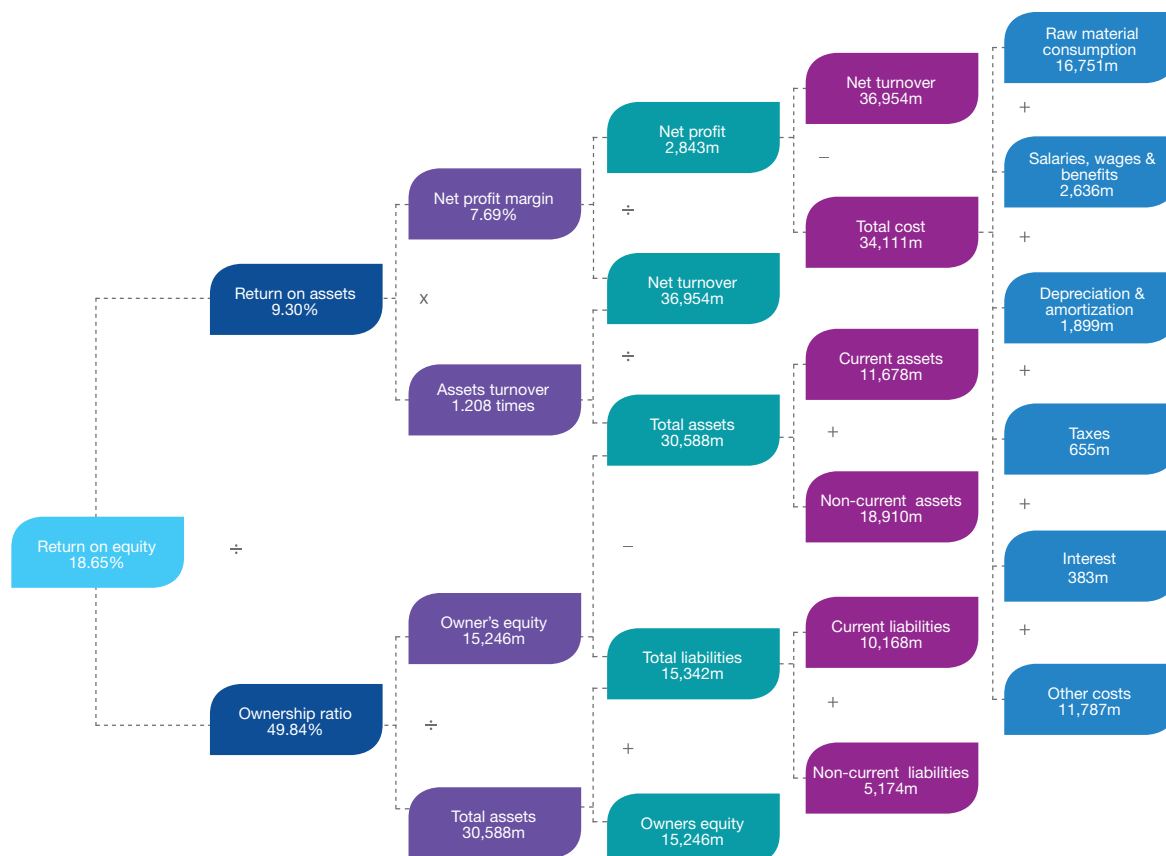 Return on equity
18.65%
÷
Return on assets
9.30%
Ownership ratio
49.84%
Net profit margin
7.69%
x
Assets turnover
1.208 times
Owner's equity
15,246m
÷
Total assets
30,588m
Net profit
2,843m
÷
Net turnover
36,954m
÷
Total assets
30,588m
–
Total liabilities
15,342m
+
Owners equity
15,246m
Net turnover
36,954m
–
Total cost
34,111m
Current assets
11,678m
+
Non-current assets
18,910m
Current liabilities
10,168m
+
Non-current liabilities
5,174m
Raw material
consumption
16,751m
+
Salaries, wages &
benefits
2,636m
+
Depreciation &
amortization
1,899m
+
Taxes
655m
+
Interest
383m
+
Other costs
11,787m